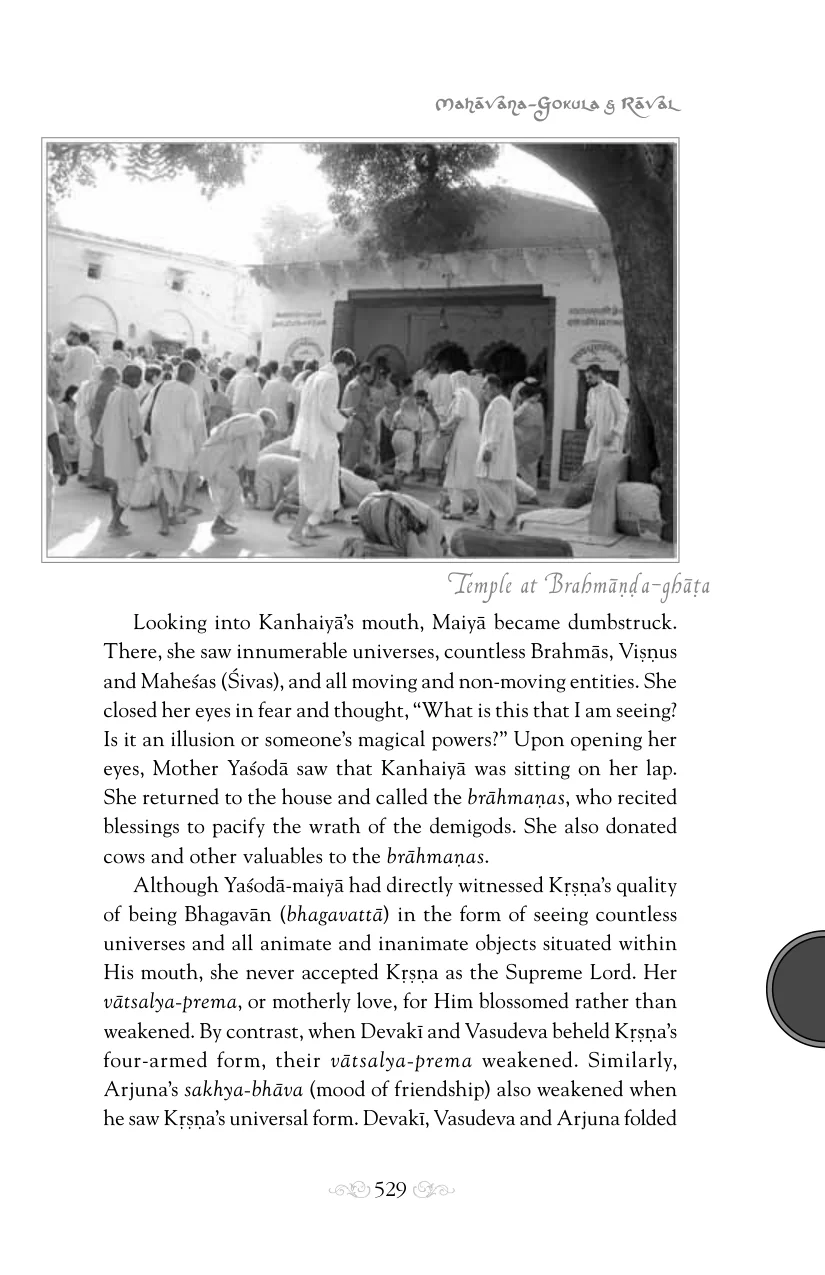 Mahāvana-Gokula & Rāval
Temple at Brahmāṇḍa-ghāṭa
Looking into Kanhaiyā’s mouth, Maiyā became dumbstruck.
There, she saw innumerable universes, countless Brahmās, Viṣṇus
and Maheśas (Śivas), and all moving and non-moving entities. She
closed her eyes in fear and thought, “What is this that I am seeing?
Is it an illusion or someone’s magical powers?” Upon opening her
eyes, Mother Yaśodā saw that Kanhaiyā was sitting on her lap.
She returned to the house and called the brāhmaṇas, who recited
blessings to pacify the wrath of the demigods. She also donated
cows and other valuables to the brāhmaṇas.
Although Yaśodā-maiyā had directly witnessed Kṛṣṇa’s quality
of being Bhagavān (bhagavattā) in the form of seeing countless
universes and all animate and inanimate objects situated within
His mouth, she never accepted Kṛṣṇa as the Supreme Lord. Her
vātsalya-prema, or motherly love, for Him blossomed rather than
weakened. By contrast, when Devakī and Vasudeva beheld Kṛṣṇa’s
four-armed form, their vātsalya-prema weakened. Similarly,
Arjuna’s sakhya-bhāva (mood of friendship) also weakened when
he saw Kṛṣṇa’s universal form. Devakī, Vasudeva and Arjuna folded
529